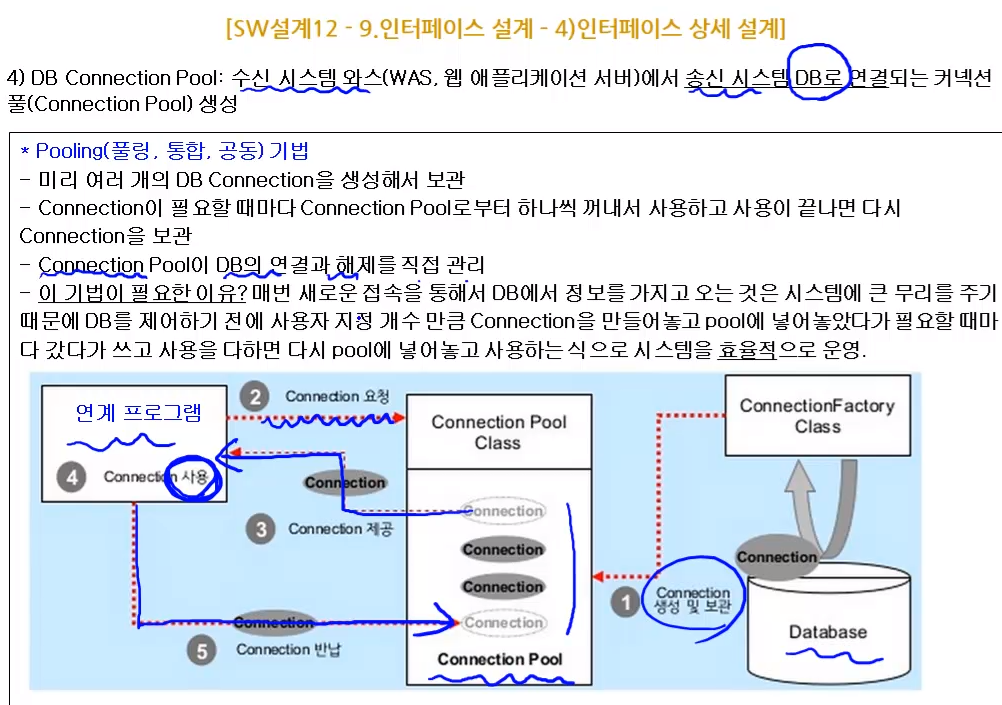 [SW설계12 - 9.인터페이스 설계 - 4)인터페이스 상세 설계]
4) DB Connection Pool: 수신 시스템 와스(WAS, 웹 애플리케이션 서버)에서 송신 시스템 DB로 연결되는 커넥션
풀(Connection Pool) 생성
* Pooling(풀링, 통합, 공동) 기법
- 미리 여러 개의 DB Connection을 생성해서 보관
- Connection이 필요할 때마다 Connection Pool로부터 하나씩 꺼내서 사용하고 사용이 끝나면 다시
Connection을 보관
- Connection Pool이 DB의 연결과 해제를 직접 관리
- 이 기법이 필요한 이유? 매번 새로운 접속을 통해서 DB에서 정보를 가지고 오는 것은 시스템에 큰 무리를 주기
때문에 DB를 제어하기 전에 사용자 지정 개수 만큼 Connection을 만들어놓고 pool에 넣어놓았다가 필요할 때마
다 갔다가 쓰고 사용을 다하면 다시 pool에 넣어놓고 사용하는 식으로 시스템을 효율적으로 운영.
연계 프로그램
2 Connection 요청
Connection Pool
Class
ConnectionFactory
Class
4 Connection 사용
Connection
3 Connection 제공
Connection
Connection
Connection
Connection
Connection Pool
Connection
1 Connection
생성 및 보관
Database
Connection
5 Connection 반납